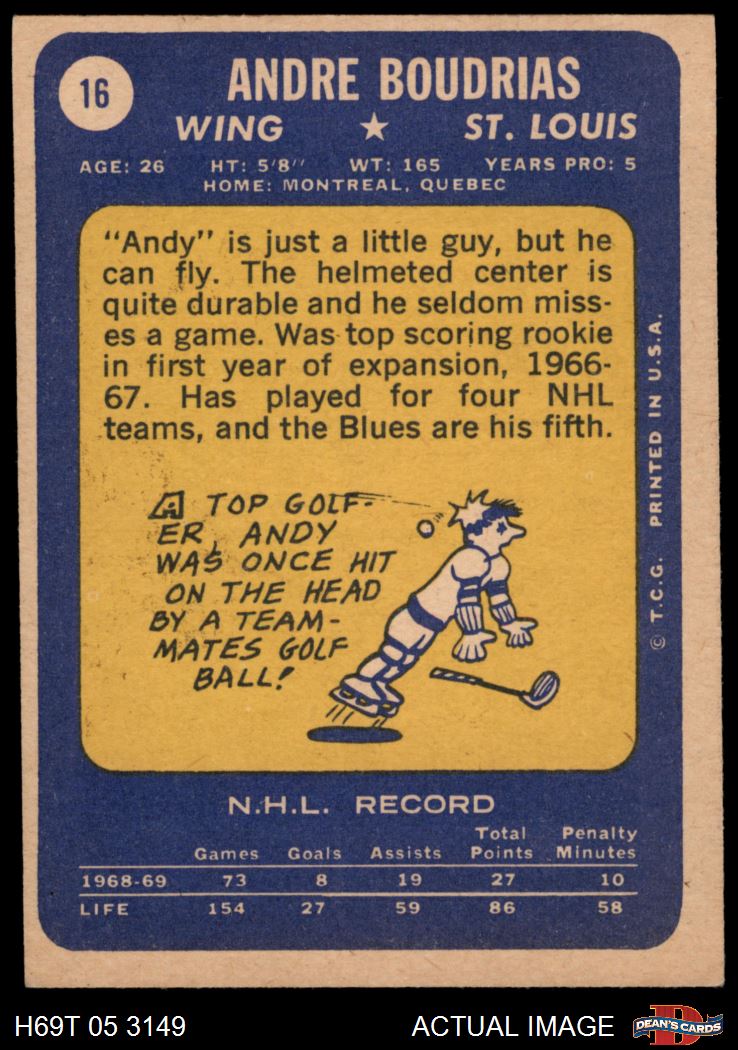 16
ANDRE BOUDRIAS
WING ★ ST. LOUIS
AGE: 26 HT: 5'8'' WT: 165 YEARS PRO: 5
HOME: MONTREAL, QUEBEC
"Andy" is just a little guy, but he
can fly. The helmeted center is
quite durable and he seldom miss-
es a game. Was top scoring rookie
in first year of expansion, 1966-
67. Has played for four NHL
teams, and the Blues are his fifth.
A TOP GOLF-
ER, ANDY
WAS ONCE HIT
ON THE HEAD
BY A TEAM-
MATES GOLF
BALL!
© T.C.G. PRINTED IN U.S.A.
N.H.L. RECORD
Games Goals Assists Total Points Penalty Minutes
1968-69 73 8 19 27 10
LIFE 154 27 59 86 58
H69T 05 3149 ACTUAL IMAGE DEAN'S CARDS